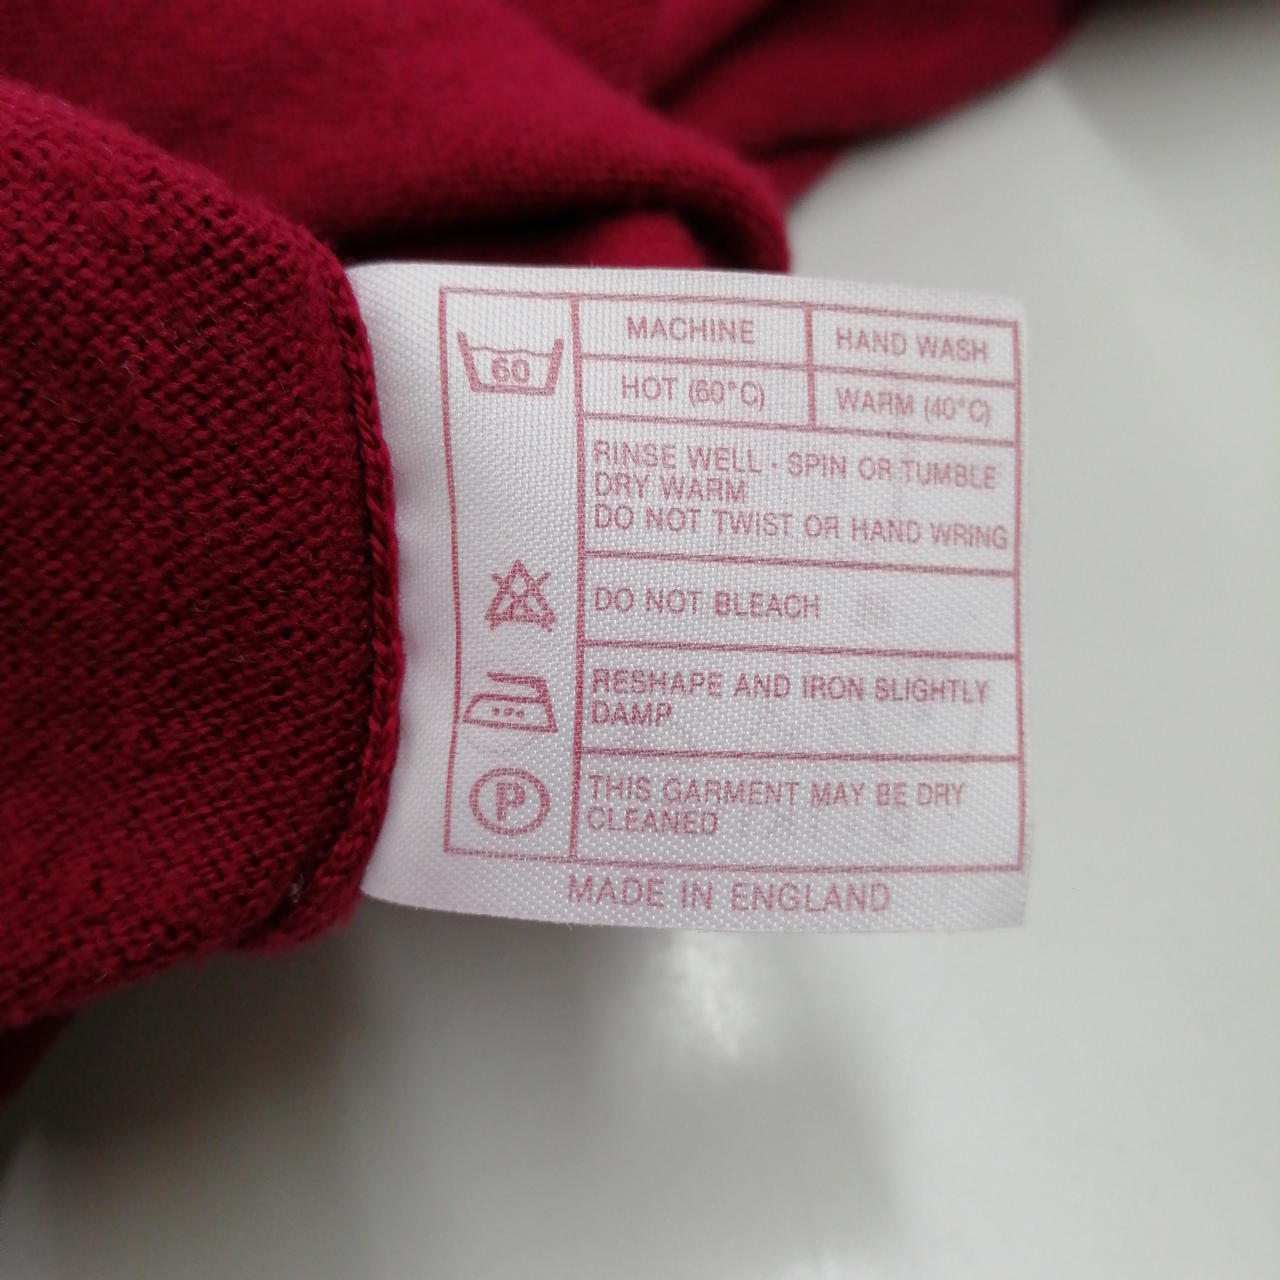 60
MACHINE
HAND WASH
HOT (60°C)
WARM (40°C)
RINSE WELL · SPIN OR TUMBLE
DRY WARM
DO NOT TWIST OR HAND WRING
DO NOT BLEACH
RESHAPE AND IRON SLIGHTLY
DAMP
P
THIS GARMENT MAY BE DRY
CLEANED
MADE IN ENGLAND